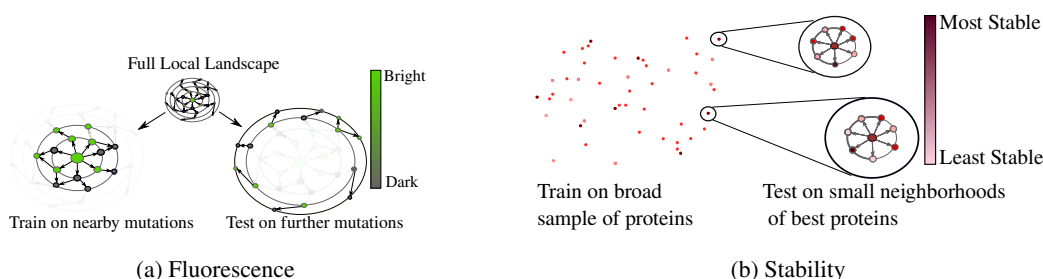 Full Local Landscape
Bright
Dark
Train on nearby mutations
Test on further mutations
(a) Fluorescence
Most Stable
Least Stable
Train on broad
sample of proteins
Test on small neighborhoods
of best proteins
(b) Stability